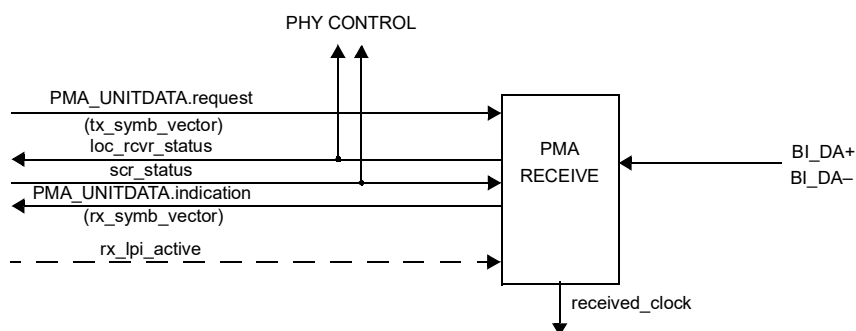 PHY CONTROL
PMA_UNITDATA.request
(tx_symb_vector)
loc_rcvr_status
scr_status
PMA_UNITDATA.indication
(rx_symb_vector)
rx_lpi_active
PMA
RECEIVE
BI_DA+
BI_DA–
received_clock